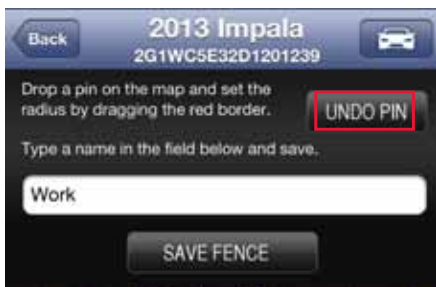 Back
2013 Impala
2G1WC5E32D1201239
Drop a pin on the map and set the
radius by dragging the red border.
UNDO PIN
Type a name in the field below and save.
Work
SAVE FENCE